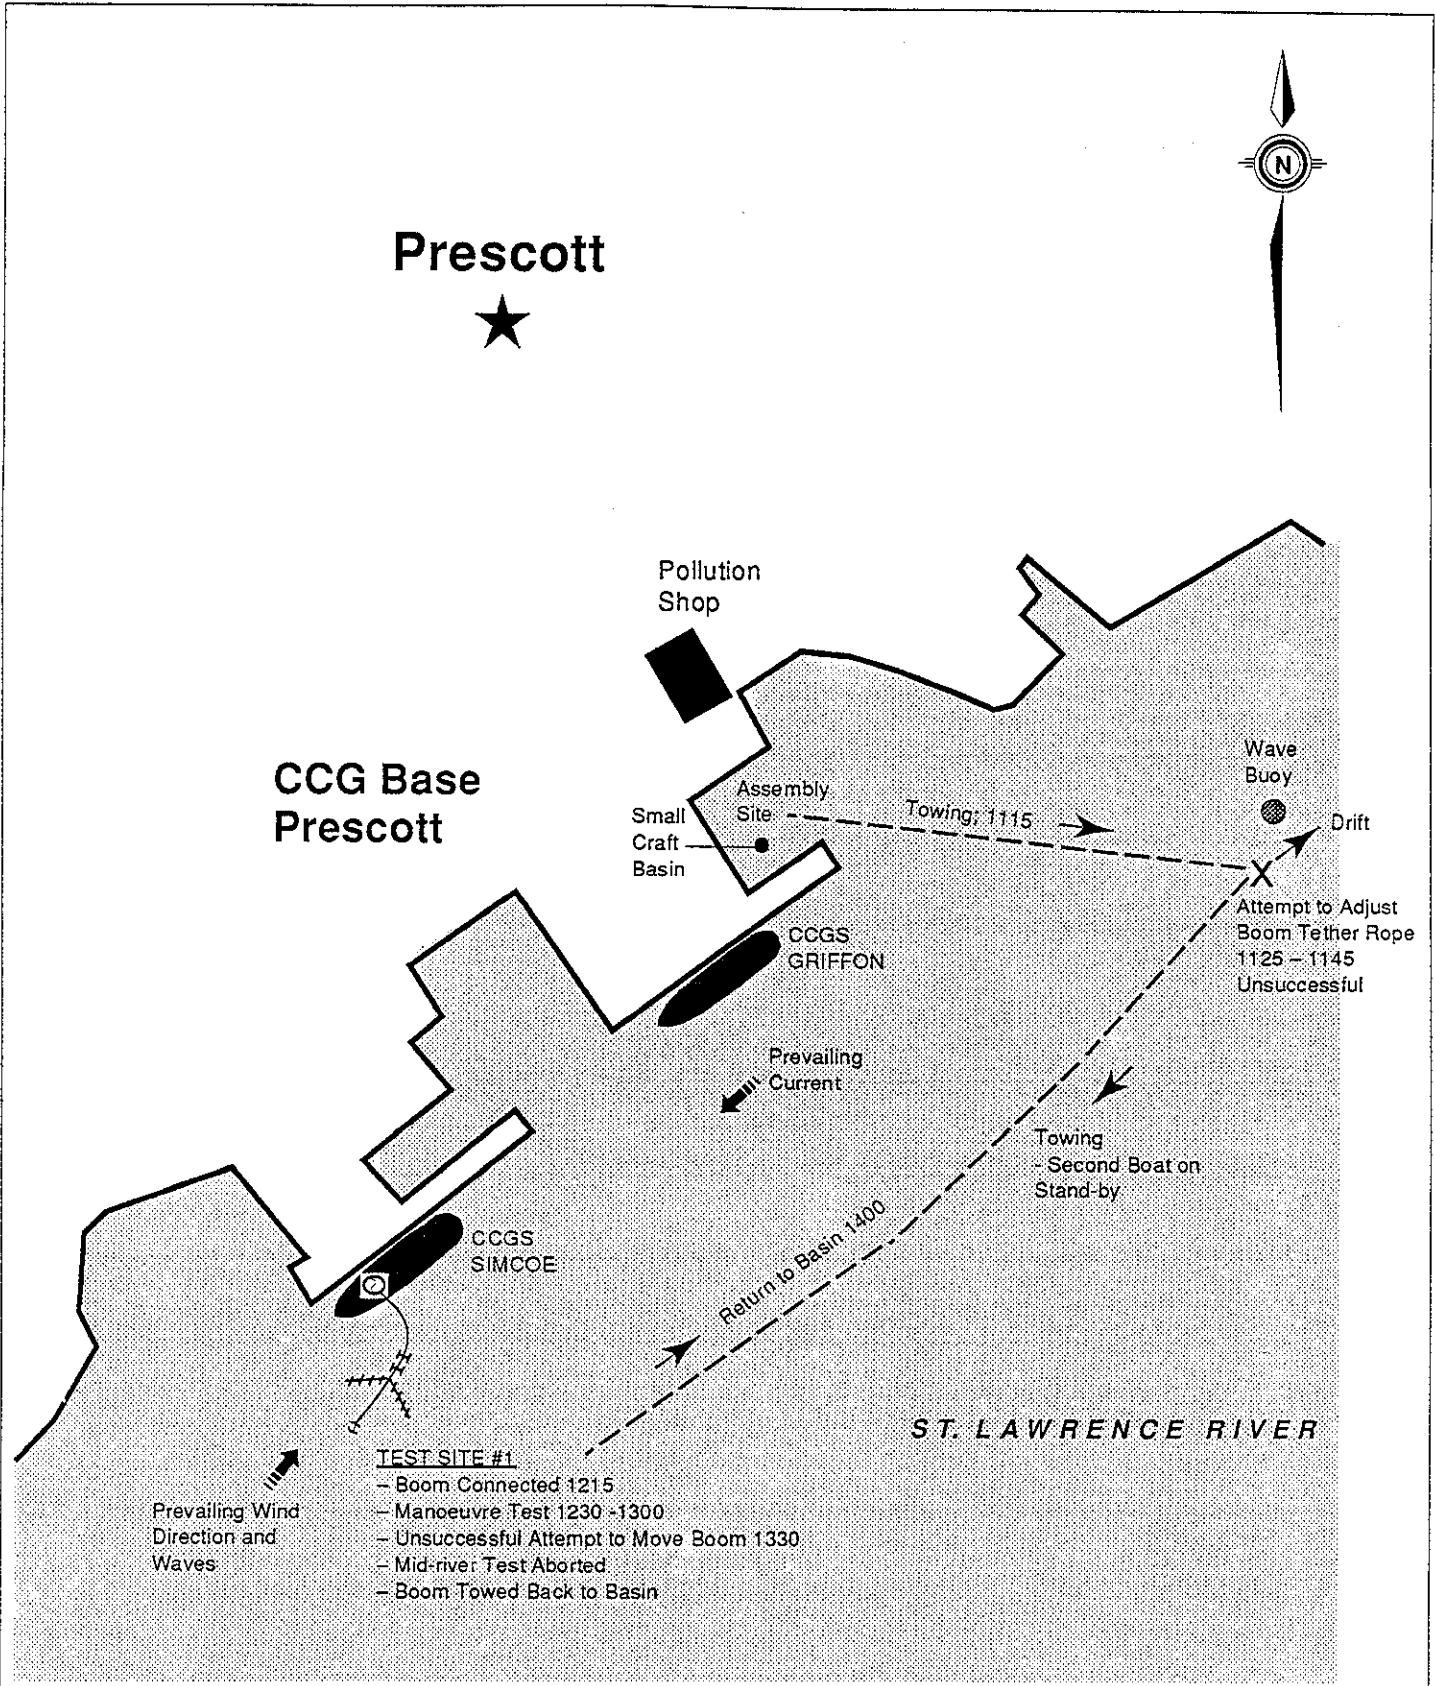 N
Prescott
Pollution
Shop
CCG Base
Prescott
Assembly
Site
Small
Craft
Basin
Towing; 1115
Wave
Buoy
Drift
X
Attempt to Adjust
Boom Tether Rope
1125 – 1145
Unsuccessful
CCGS
GRIFFON
Prevailing
Current
Towing
- Second Boat on
Stand-by
Return to Basin 1400
CCGS
SIMCOE
ST. LAWRENCE RIVER
TEST SITE #1
– Boom Connected 1215
– Manoeuvre Test 1230 -1300
– Unsuccessful Attempt to Move Boom 1330
– Mid-river Test Aborted
– Boom Towed Back to Basin
Prevailing Wind
Direction and
Waves